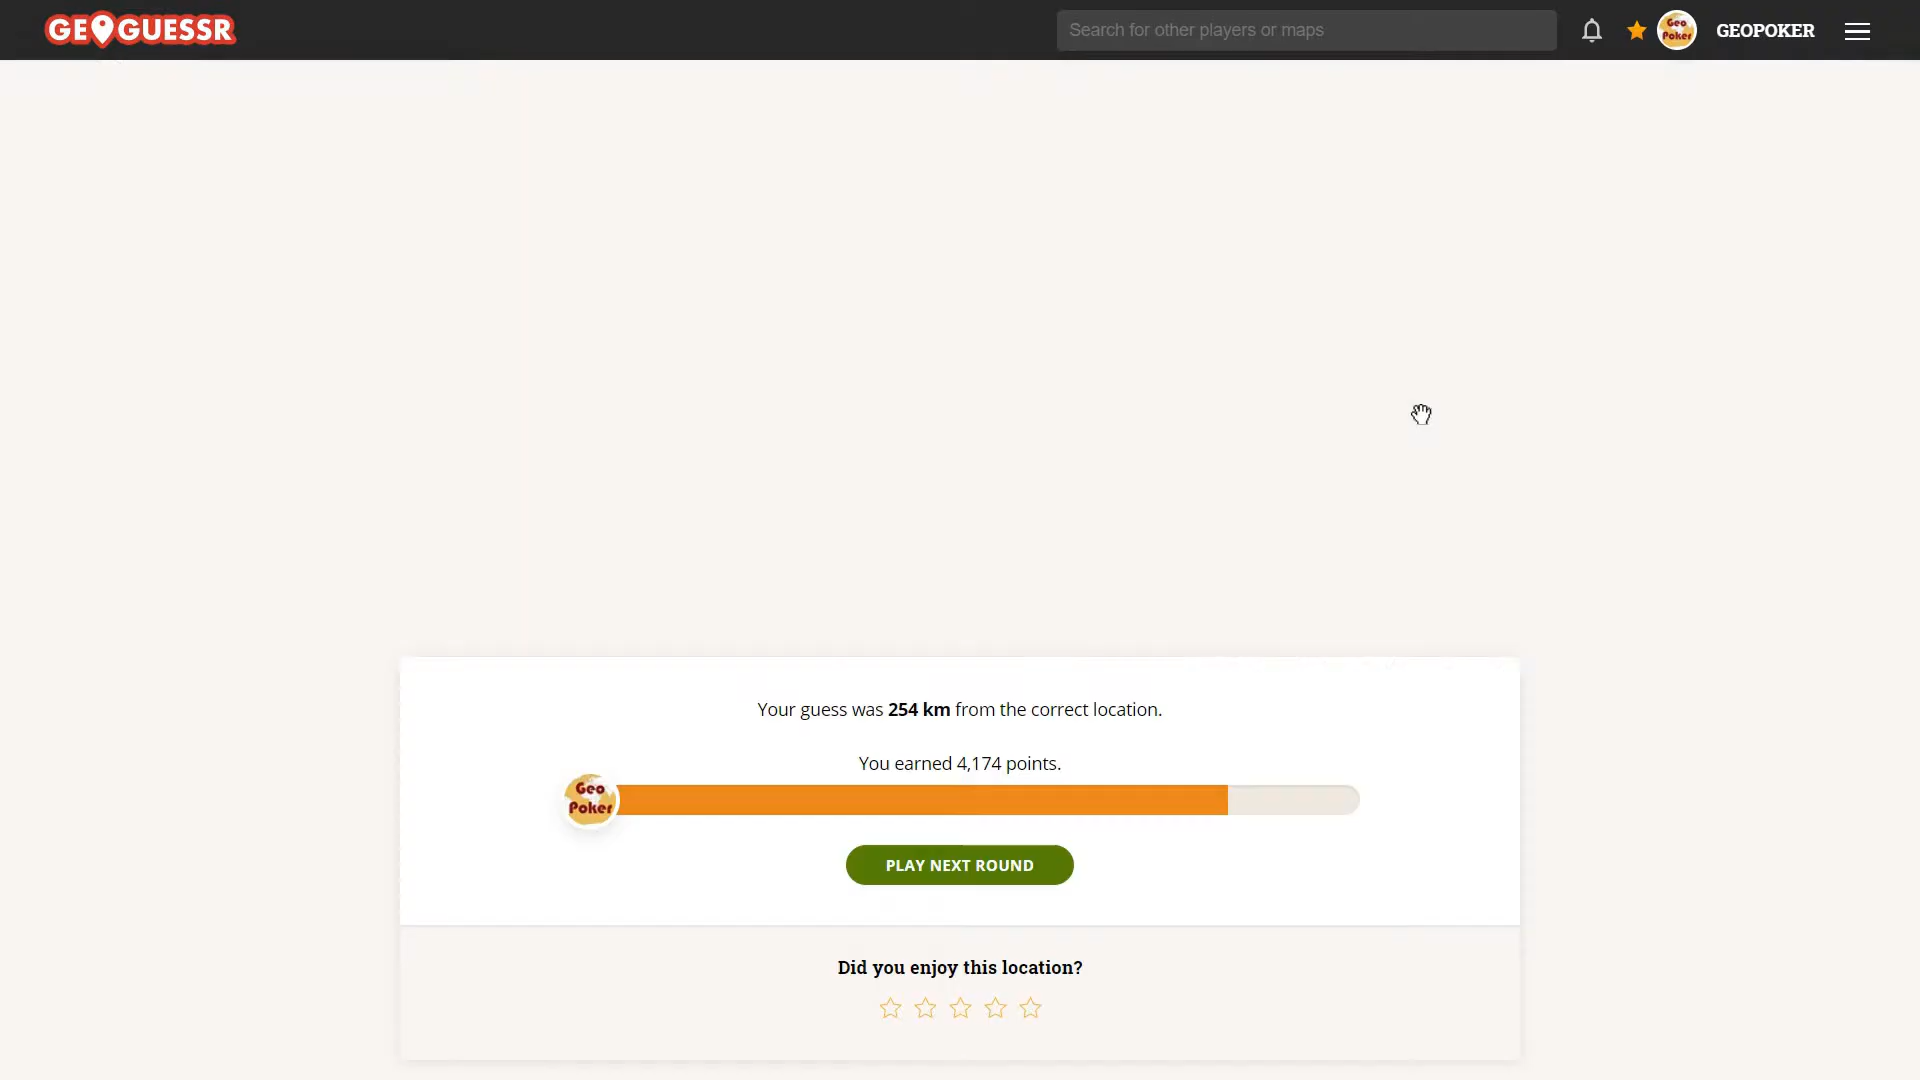 GEOGUESSR
Search for other players or maps
Geo
Poker
GEOPOKER
Your guess was 254 km from the correct location.
You earned 4,174 points.
Geo
Poker
PLAY NEXT ROUND
Did you enjoy this location?